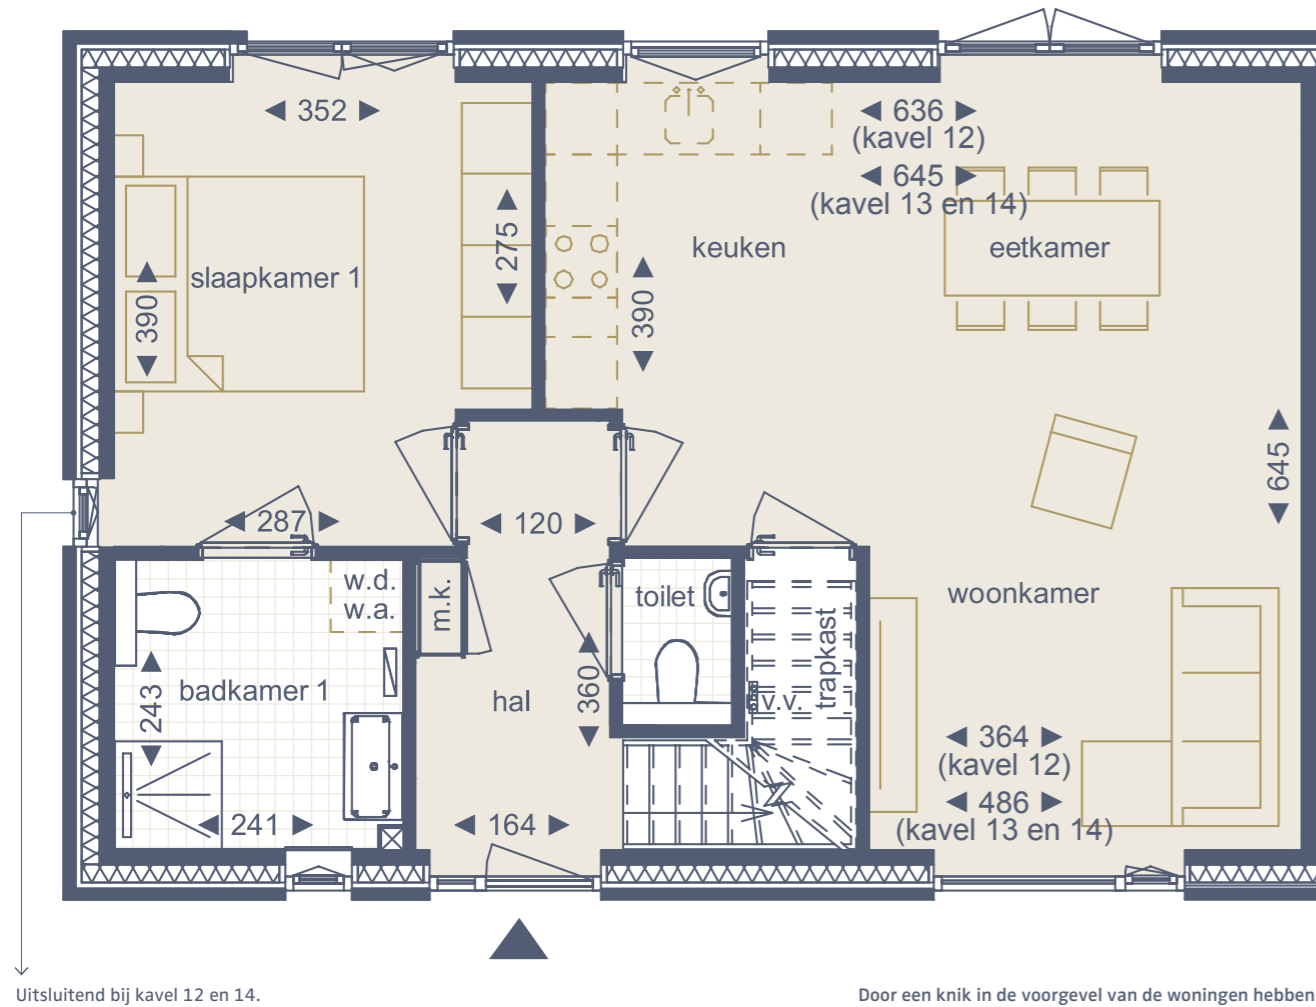 352
636
(kavel 12)
645
(kavel 13 en 14)
275
slaapkamer 1
390
keuken
390
eetkamer
645
287
120
w.d.
w.a.
m.k.
toilet
trapkast
v.v.
woonkamer
badkamer 1
243
hal
360
364
(kavel 12)
486
(kavel 13 en 14)
241
164
Uitsluitend bij kavel 12 en 14.
Door een knik in de voorgevel van de woningen hebben